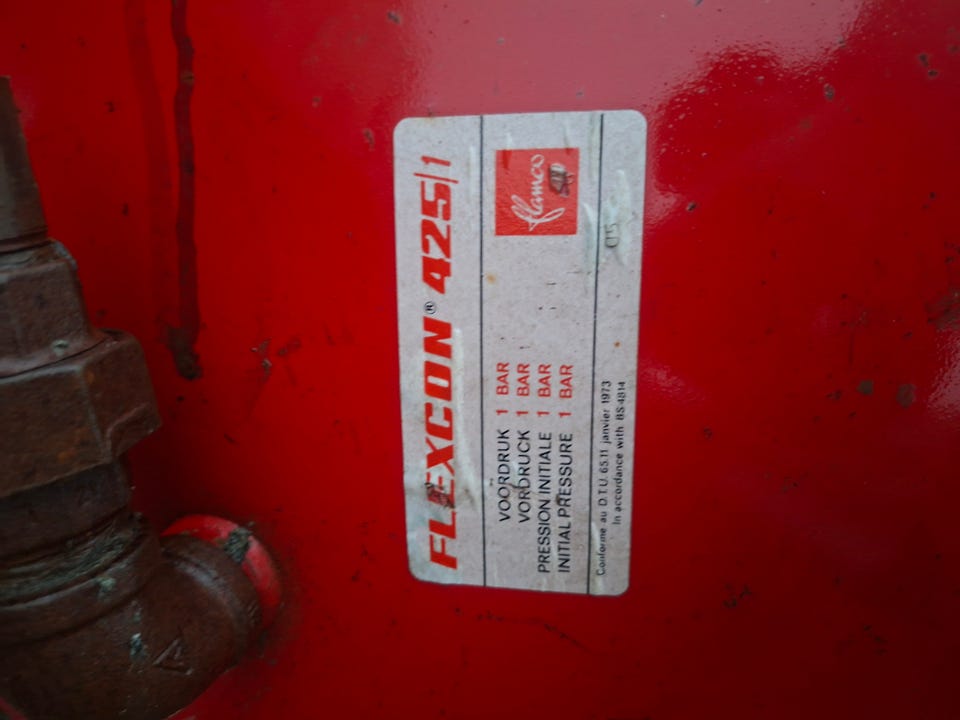 FLEXCON® 425/1
VOORDRUK 1 BAR
VORDRUCK 1 BAR
PRESSION INITIALE 1 BAR
INITIAL PRESSURE 1 BAR
flamco
Conforme au D.T.U. 65.11 janvier 1973
In accordance with BS 4814